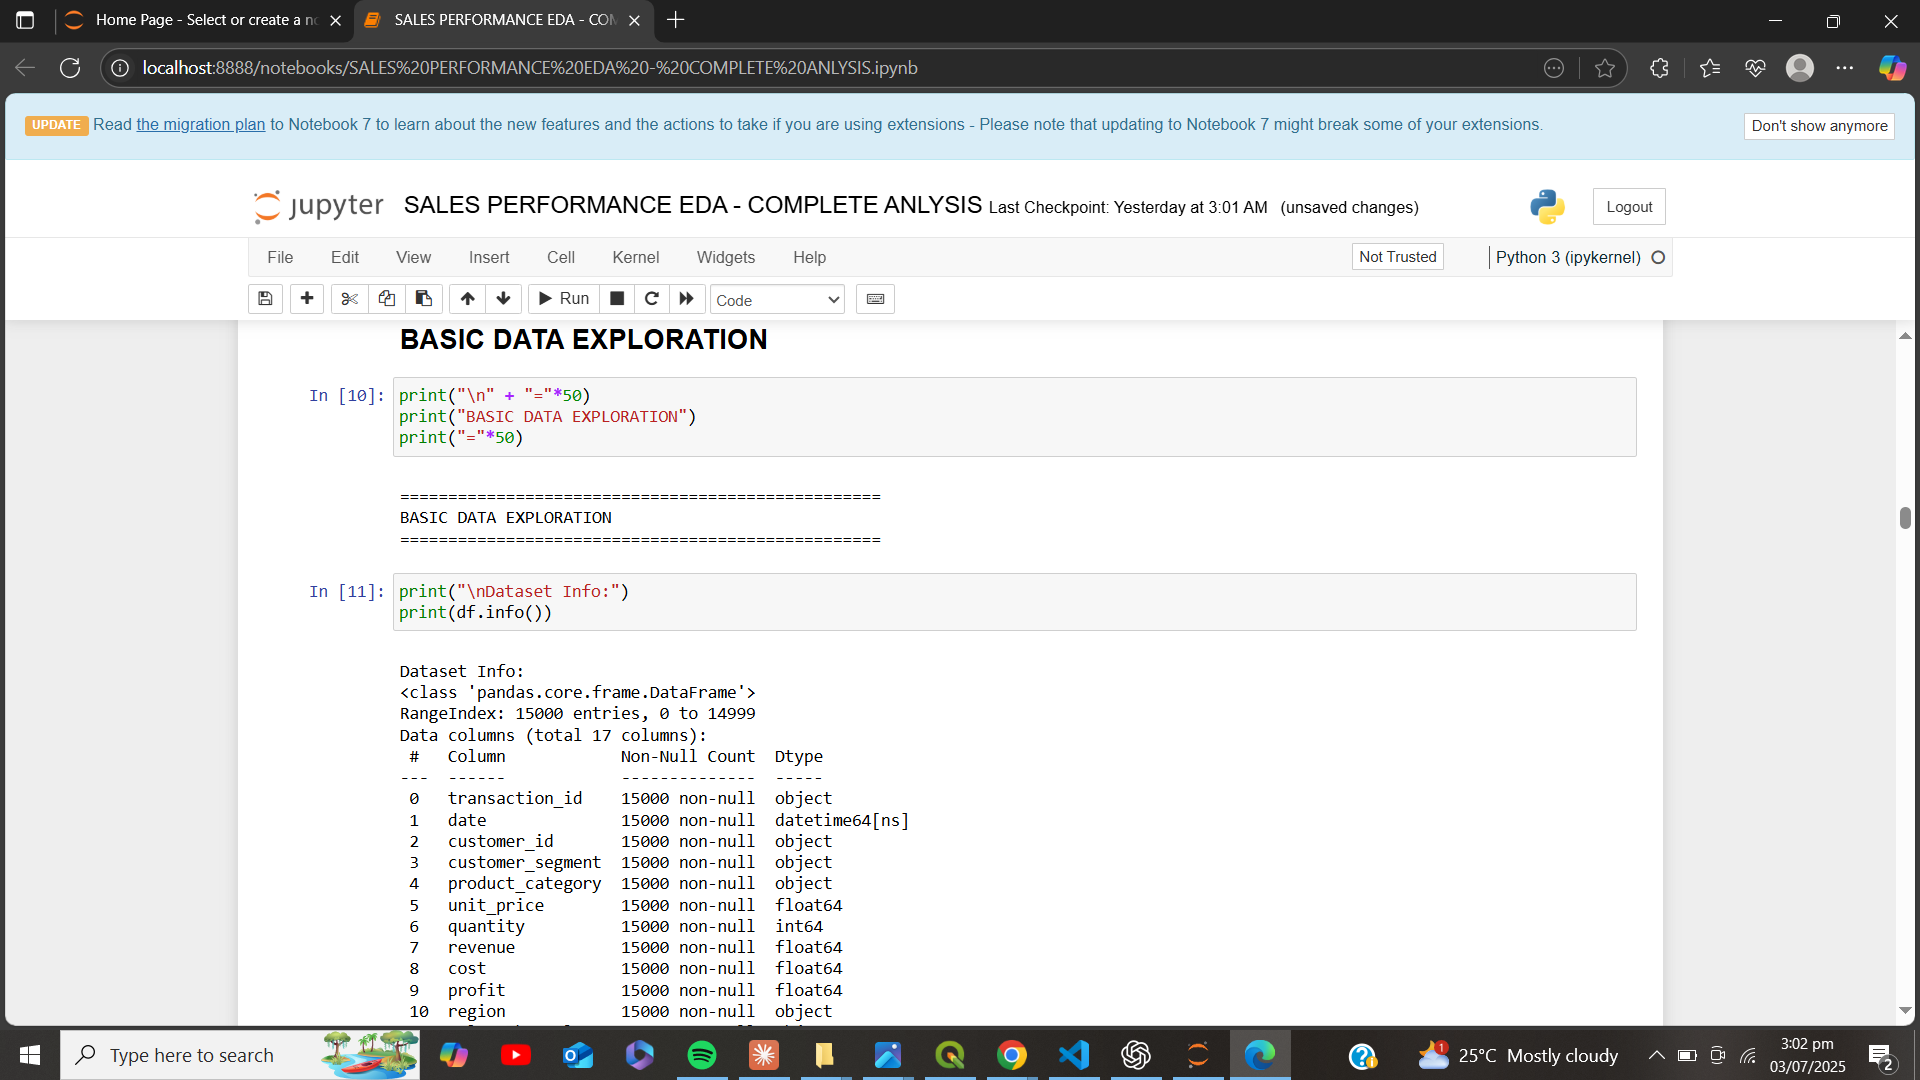 Home Page - Select or create a n
SALES PERFORMANCE EDA - COM
localhost:8888/notebooks/SALES%20PERFORMANCE%20EDA%20-%20COMPLETE%20ANLYSIS.ipynb
UPDATE Read the migration plan to Notebook 7 to learn about the new features and the actions to take if you are using extensions - Please note that updating to Notebook 7 might break some of your extensions.
Don't show anymore
jupyter SALES PERFORMANCE EDA - COMPLETE ANLYSIS Last Checkpoint: Yesterday at 3:01 AM (unsaved changes)
Logout
File Edit View Insert Cell Kernel Widgets Help
Not Trusted
Python 3 (ipykernel)
Run
Code
BASIC DATA EXPLORATION
In [10]: print("\n" + "="*50)
print("BASIC DATA EXPLORATION")
print("="*50)
==================================================
BASIC DATA EXPLORATION
==================================================
In [11]: print("\nDataset Info:")
print(df.info())
Dataset Info:
<class 'pandas.core.frame.DataFrame'>
RangeIndex: 15000 entries, 0 to 14999
Data columns (total 17 columns):
# Column Non-Null Count Dtype
--- ------ -------------- -----
0 transaction_id 15000 non-null object
1 date 15000 non-null datetime64[ns]
2 customer_id 15000 non-null object
3 customer_segment 15000 non-null object
4 product_category 15000 non-null object
5 unit_price 15000 non-null float64
6 quantity 15000 non-null int64
7 revenue 15000 non-null float64
8 cost 15000 non-null float64
9 profit 15000 non-null float64
10 region 15000 non-null object
Type here to search
1
25°C Mostly cloudy
3:02 pm
03/07/2025
2